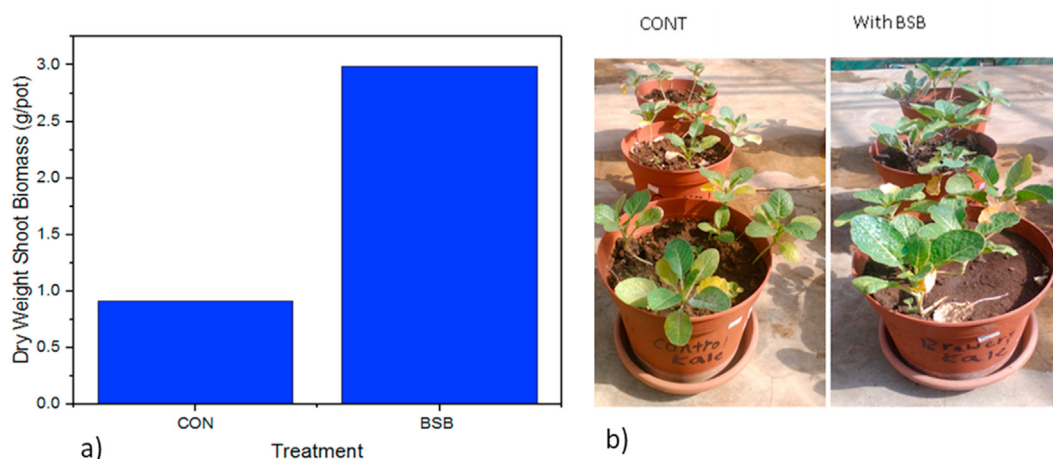 3.0
2.5
2.0
1.5
1.0
0.5
0.0
Dry Weight Shoot Biomass (g/pot)
CON
BSB
Treatment
a)
CONT
With BSB
Control
Kale
Brewery
Kale
b)